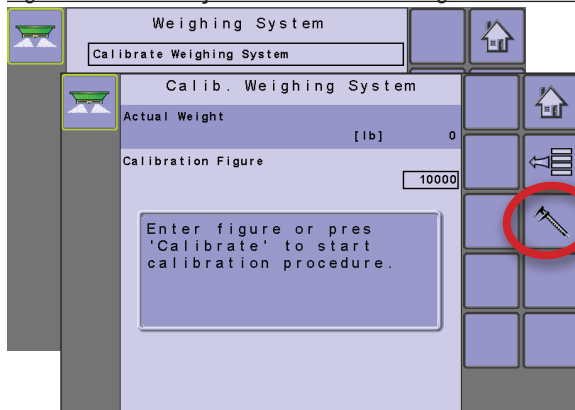 Weighing System
Calibrate Weighing System
Calib. Weighing System
Actual Weight
[lb] 0
Calibration Figure
10000
Enter figure or pres
'Calibrate' to start
calibration procedure.